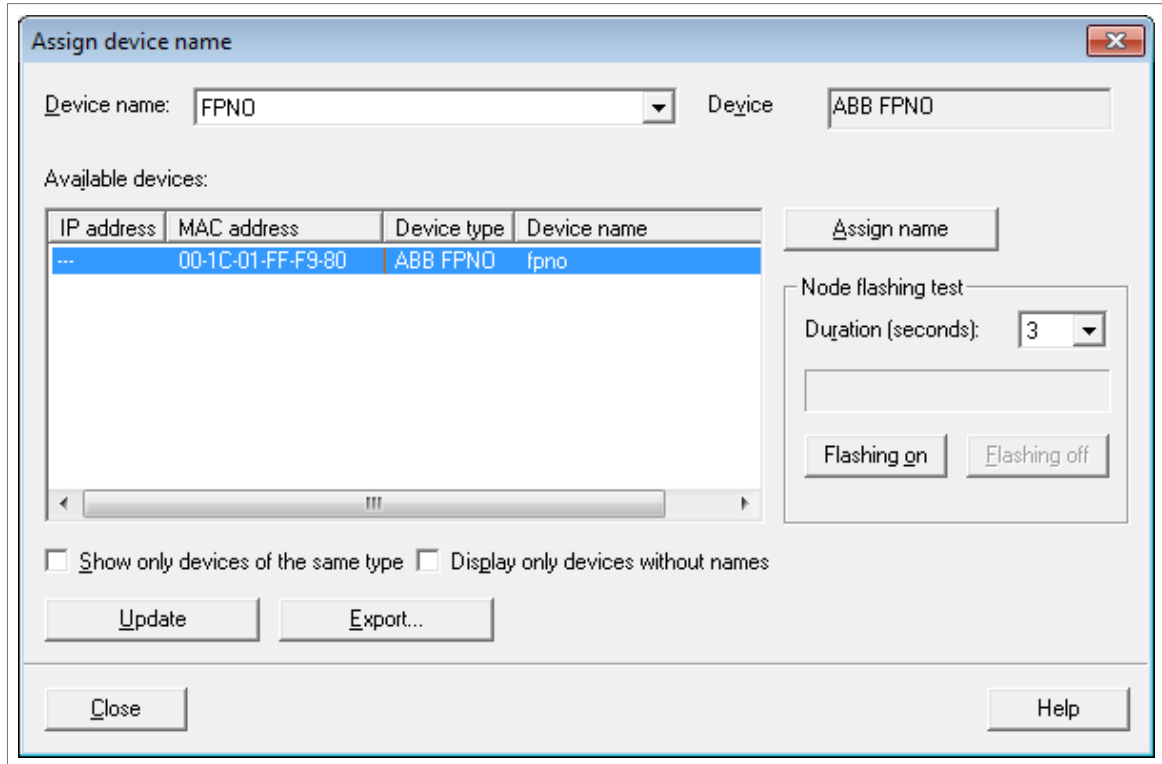 Assign device name
Device name: FPNO Device ABB FPNO
Available devices:
IP address MAC address Device type Device name
--- 00-1C-01-FF-F9-80 ABB FPNO fpno
Assign name
Node flashing test
Duration (seconds): 3
Flashing on Flashing off
Show only devices of the same type Display only devices without names
Update Export...
Close Help